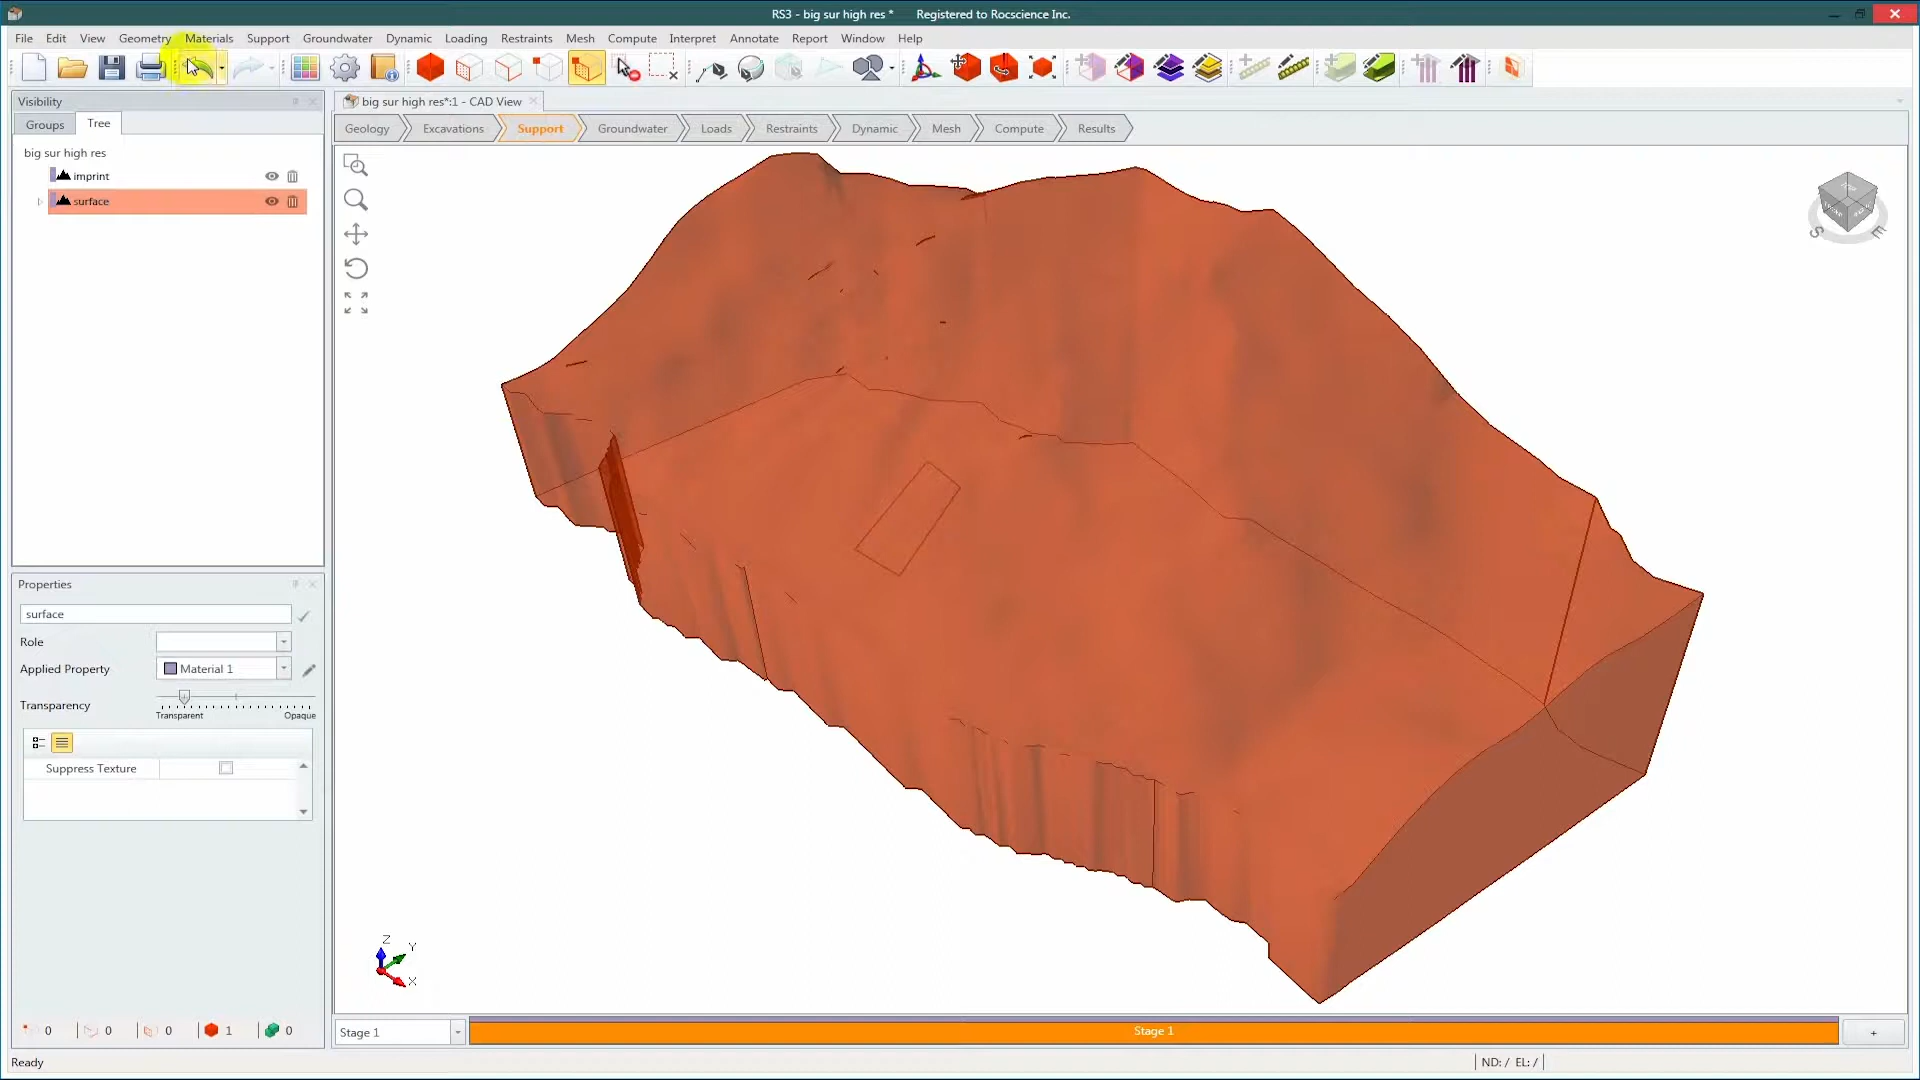 RS3 - big sur high res * Registered to Rocscience Inc.
File Edit View Geometry Materials Support Groundwater Dynamic Loading Restraints Mesh Compute Interpret Annotate Report Window Help
Visibility
big sur high res*:1 - CAD View
Groups Tree
Geology Excavations Support Groundwater Loads Restraints Dynamic Mesh Compute Results
big sur high res
imprint
surface
S E
Properties
surface
Role
Applied Property Material 1
Transparency
Transparent Opaque
Suppress Texture
Z Y X
0 0 0 1 0
Stage 1 Stage 1 +
Ready ND: / EL: /